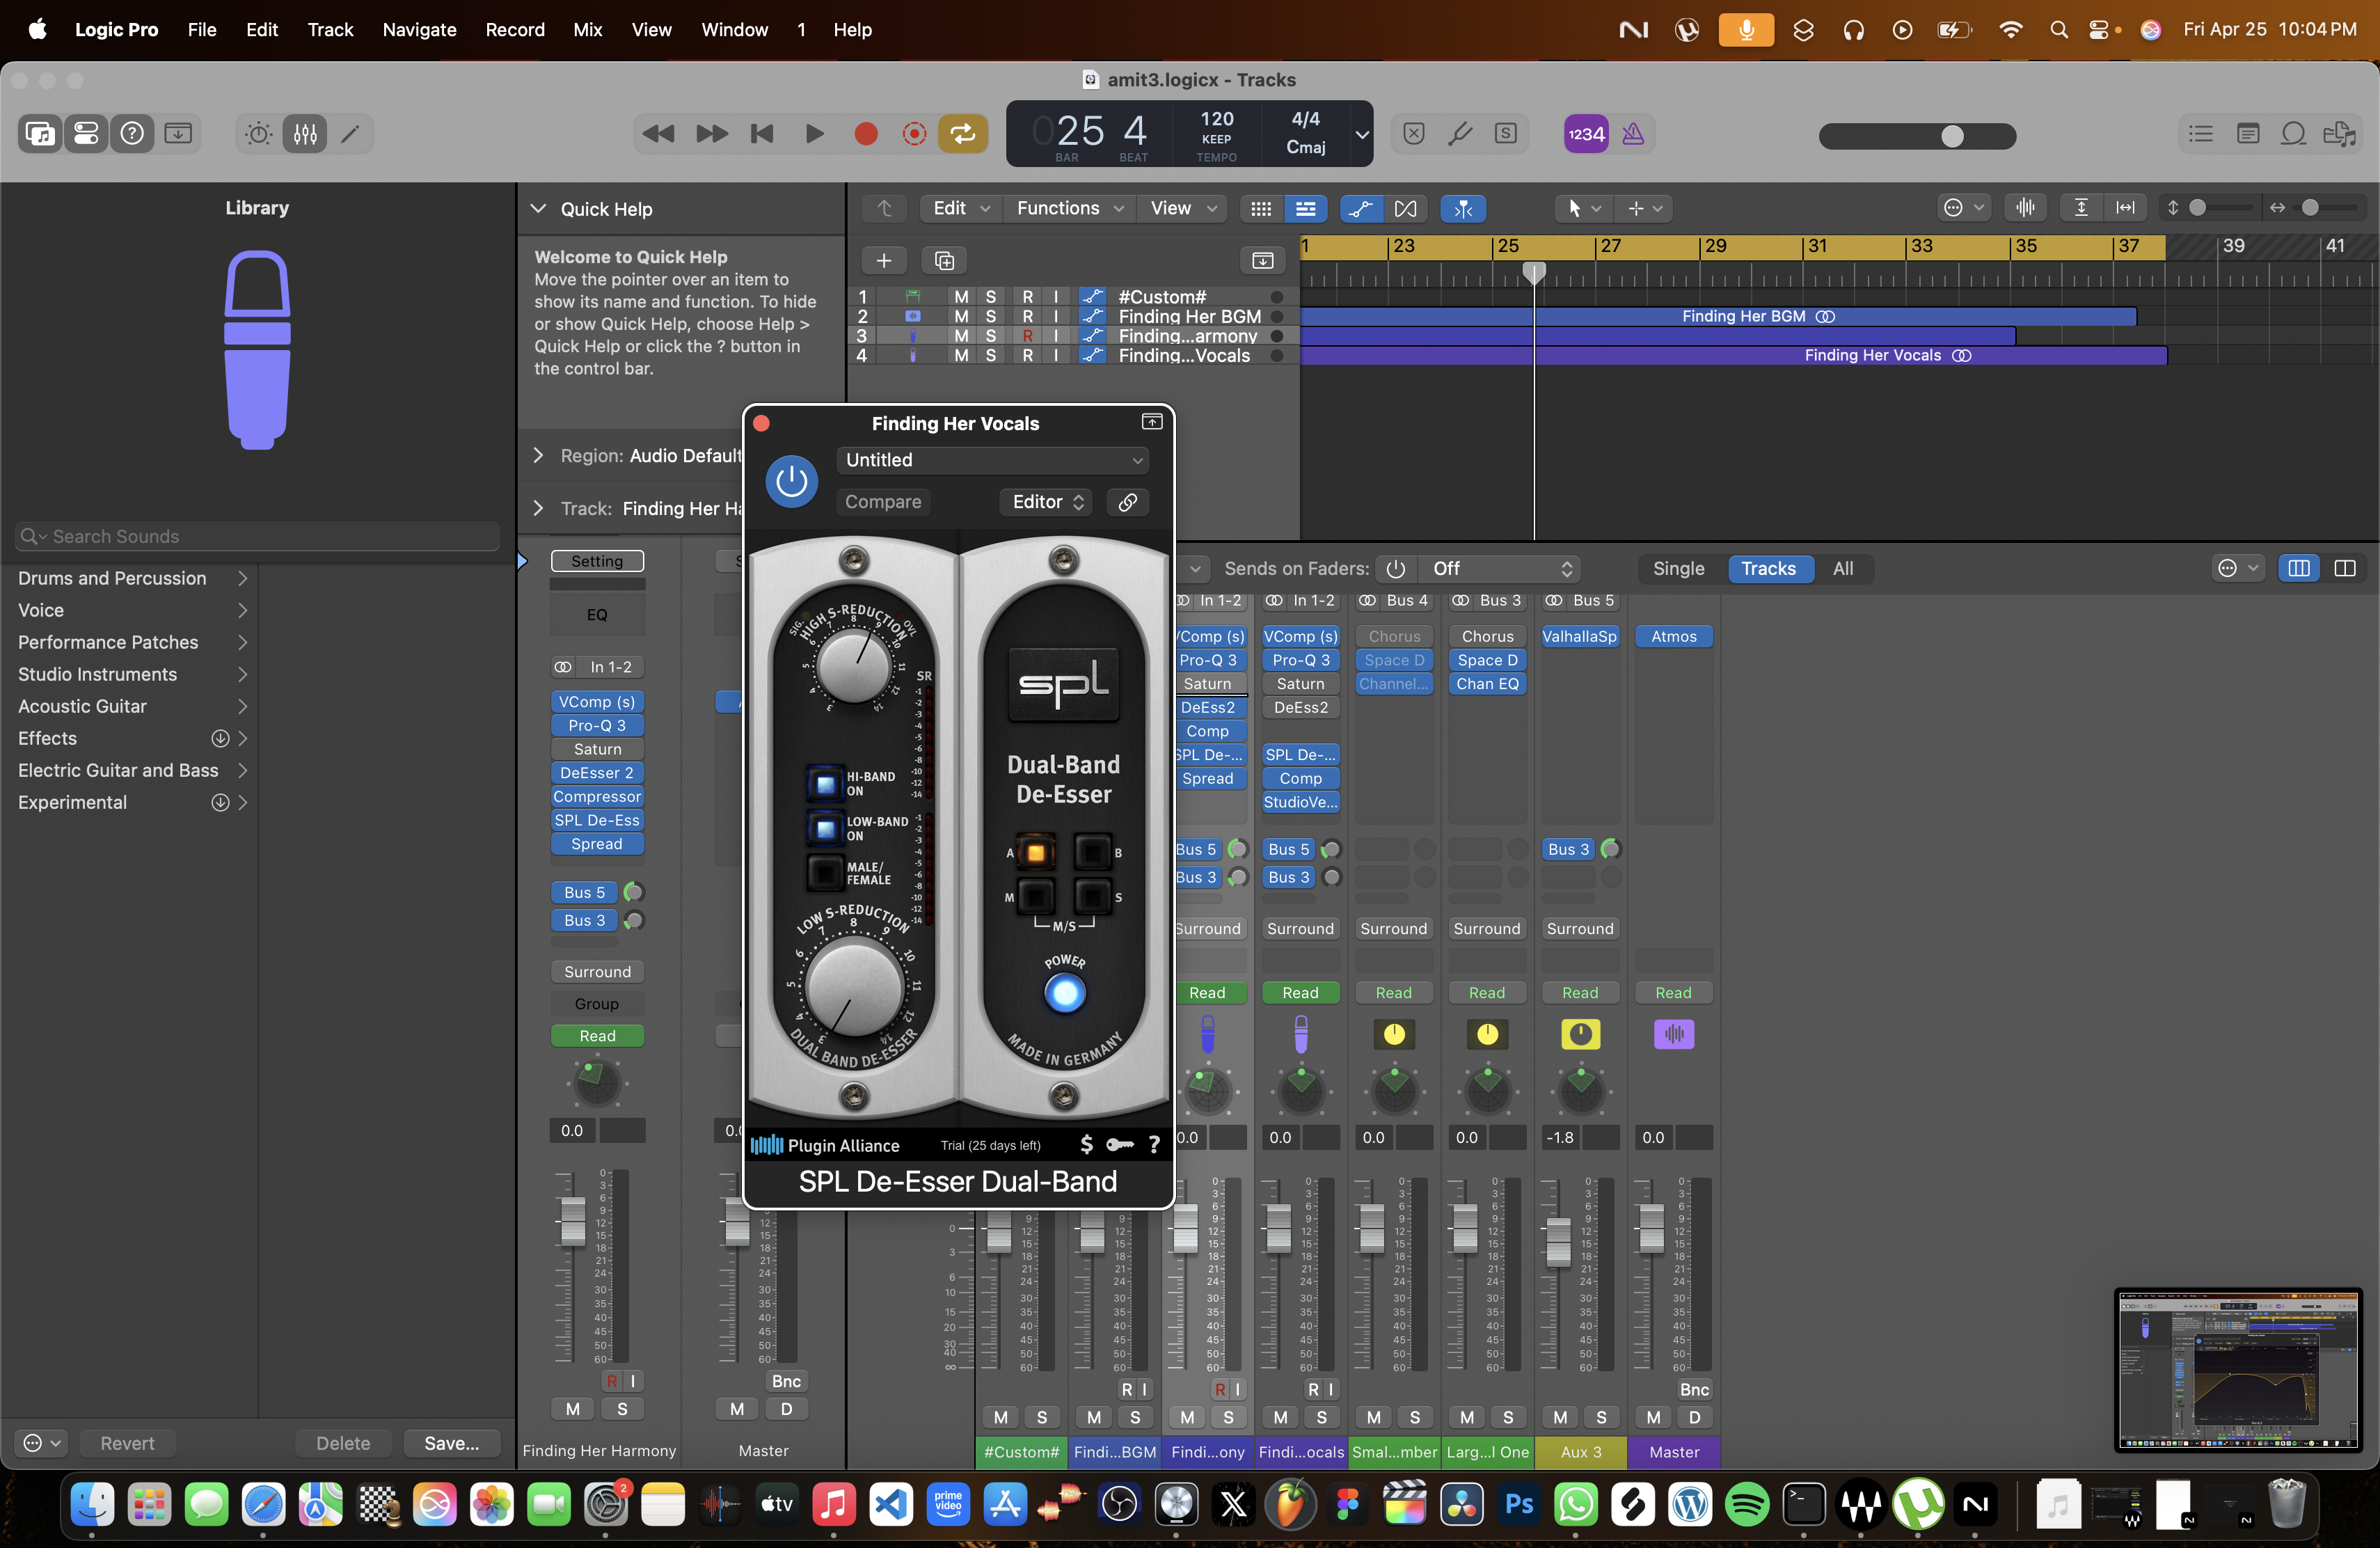 Logic Pro File Edit Track Navigate Record Mix View Window 1 Help
Fri Apr 25 10:04 PM
amit3.logicx - Tracks
025 4
BAR BEAT
120
KEEP
TEMPO
4/4
Cmaj
1234
Library
Search Sounds
Drums and Percussion
Voice
Performance Patches
Studio Instruments
Acoustic Guitar
Effects
Electric Guitar and Bass
Experimental
Revert Delete Save...
Quick Help
Welcome to Quick Help
Move the pointer over an item to
show its name and function. To hide
or show Quick Help, choose Help >
Quick Help or click the ? button in
the control bar.
Region: Audio Default
Track: Finding Her Ha
Setting
EQ
In 1-2
VComp (s)
Pro-Q 3
Saturn
DeEsser 2
Compressor
SPL De-Ess
Spread
Bus 5
Bus 3
Surround
Group
Read
0.0
R I
M S
Finding Her Harmony
Bnc
M D
Master
Edit Functions View
23 25 27 29 31 33 35 37 39 41
1 M S R I #Custom#
2 M S R I Finding Her BGM
3 M S R I Finding...armony
4 M S R I Finding...Vocals
Finding Her BGM
Finding Her Vocals
Finding Her Vocals
Untitled
Compare Editor
SIG. HIGH S-REDUCTION OVL
SR
HI-BAND
ON
LOW-BAND
ON
MALE/
FEMALE
LOW S-REDUCTION
DUAL BAND DE-ESSER
spl
Dual-Band
De-Esser
A B
M S
M/S
POWER
MADE IN GERMANY
Plugin Alliance Trial (25 days left) $ ?
SPL De-Esser Dual-Band
Sends on Faders: Off
Single Tracks All
In 1-2 In 1-2 Bus 4 Bus 3 Bus 5
VComp (s) VComp (s) Chorus Chorus ValhallaSp Atmos
Pro-Q 3 Pro-Q 3 Space D Space D
Saturn Saturn Channel... Chan EQ
DeEss2 DeEss2
Comp
SPL De-... SPL De-...
Spread Comp
StudioVe...
Bus 5 Bus 5 Bus 3
Bus 3 Bus 3
Surround Surround Surround Surround Surround
Read Read Read Read Read Read
0.0 0.0 0.0 0.0 -1.8 0.0
R I R I R I Bnc
M S M S M S M S M S M S M S M D
#Custom# Findi...BGM Findi...ony Findi...ocals Smal...mber Larg...l One Aux 3 Master
2
tv
prime
video
Ps